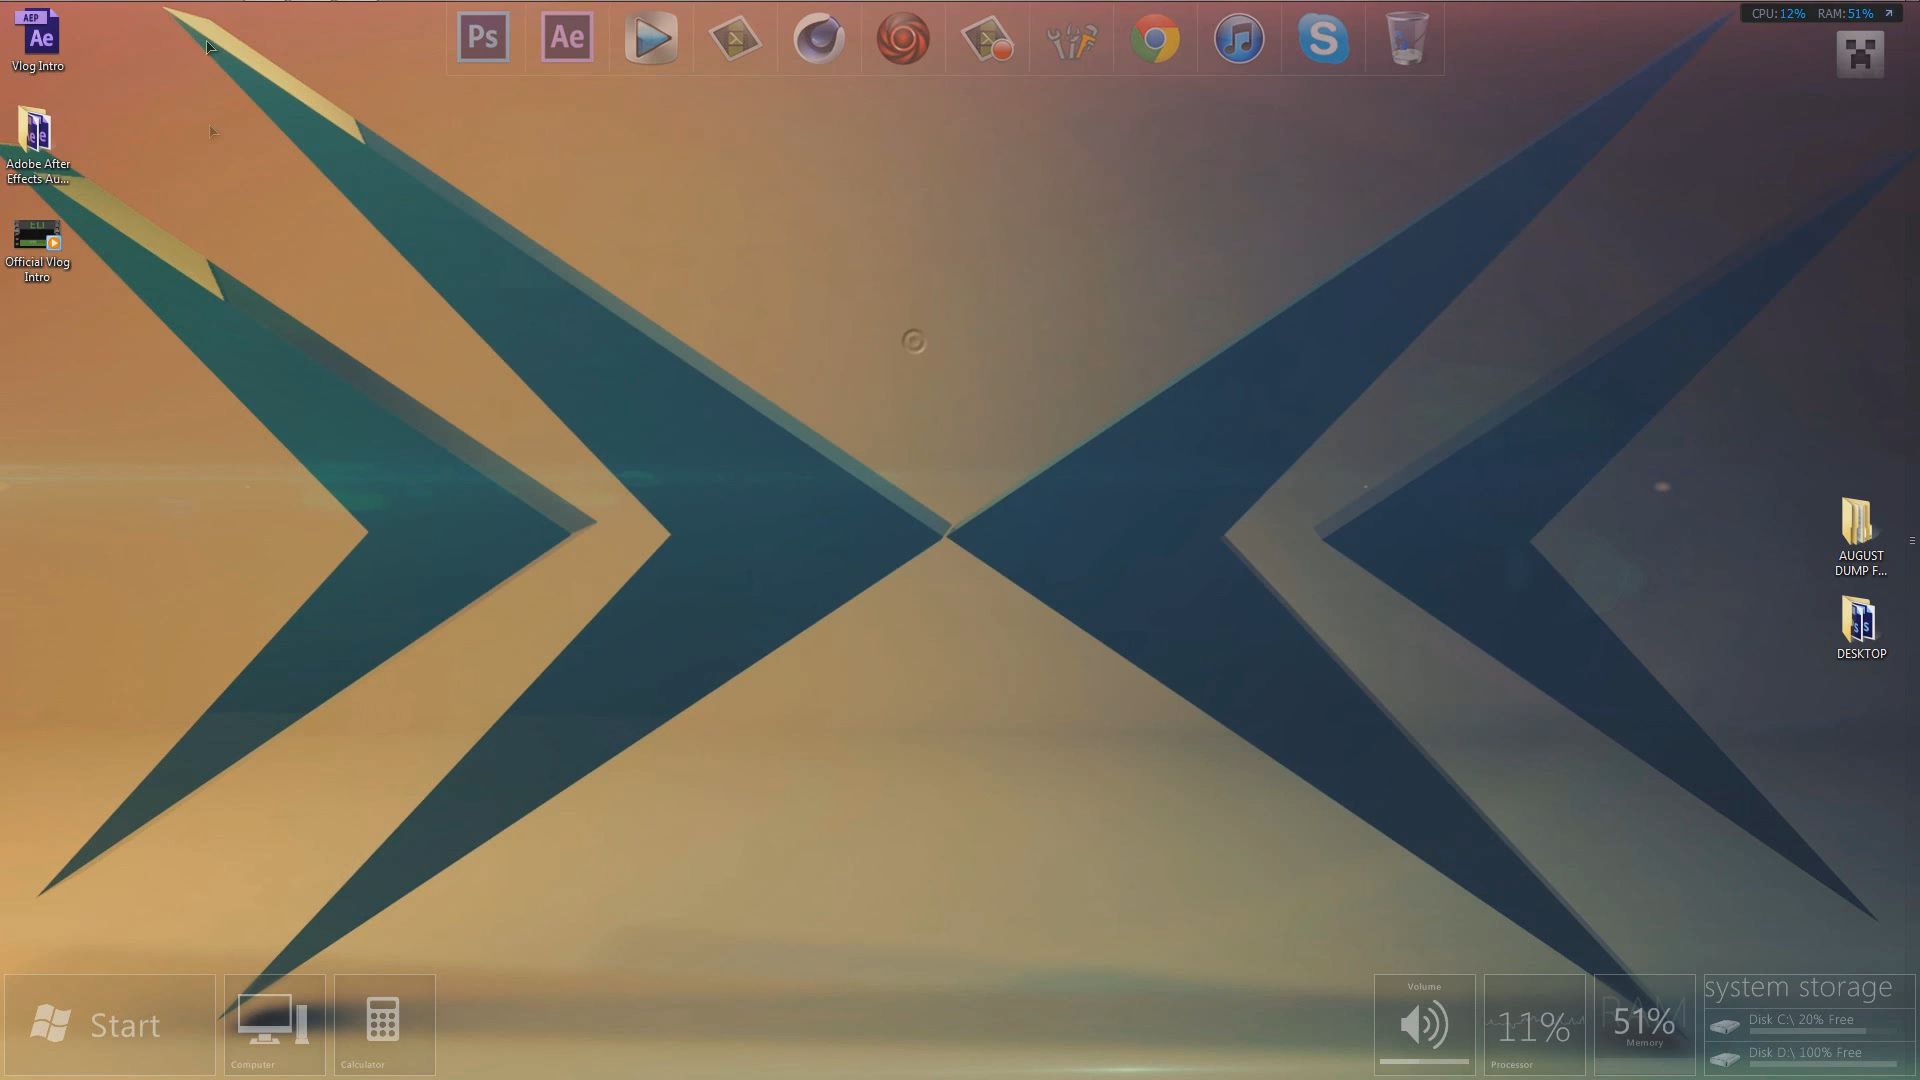 AEP
Ae
Vlog Intro
Adobe After
Effects Au...
Official Vlog
Intro
Ps
Ae
S
CPU:12% RAM:51%
AUGUST
DUMP F...
DESKTOP
Start
Computer
Calculator
Volume
11%
Processor
RAM
51%
Memory
system storage
Disk C:\ 20% Free
Disk D:\ 100% Free